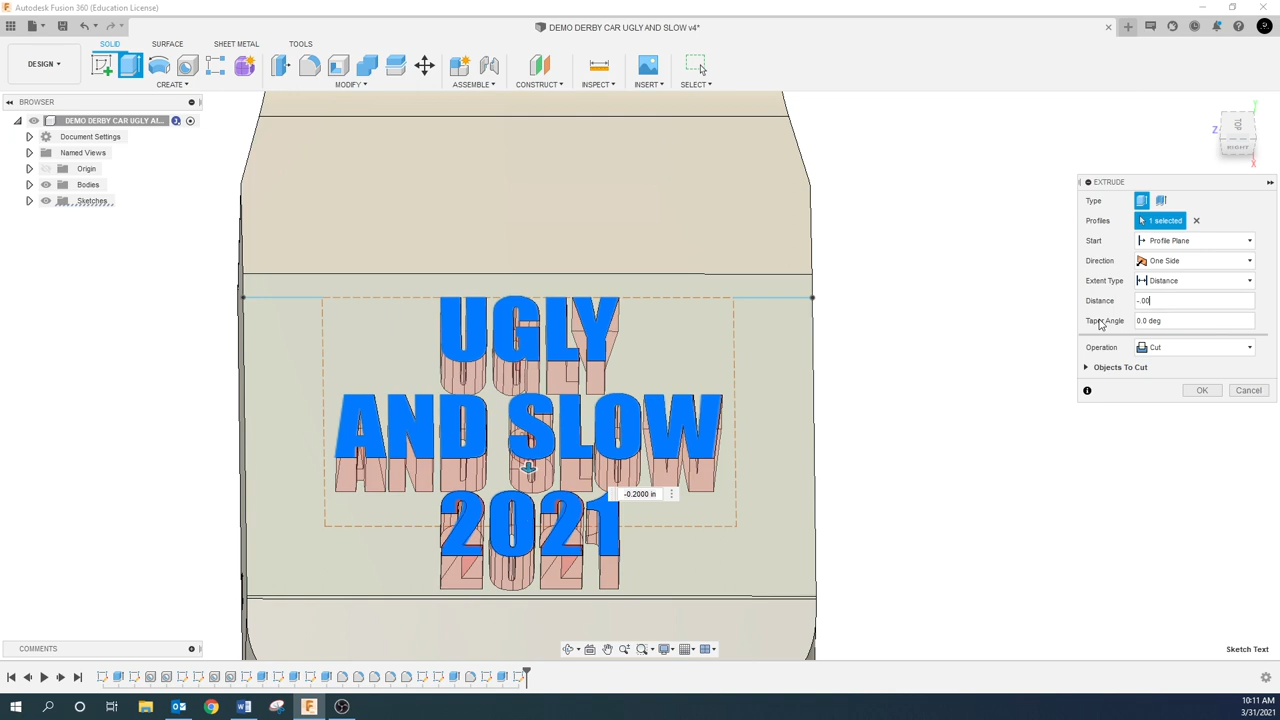 Autodesk Fusion 360 (Education License)
DEMO DERBY CAR UGLY AND SLOW v4*
SOLID SURFACE SHEET METAL TOOLS
DESIGN
CREATE MODIFY ASSEMBLE CONSTRUCT INSPECT INSERT SELECT
BROWSER
DEMO DERBY CAR UGLY AI...
Document Settings
Named Views
Origin
Bodies
Sketches
TOP
RIGHT
Z
Y
X
EXTRUDE
Type
Profiles 1 selected
Start Profile Plane
Direction One Side
Extent Type Distance
Distance -.00
Taper Angle 0.0 deg
Operation Cut
Objects To Cut
OK Cancel
UGLY
AND SLOW
2021
-0.2000 in
COMMENTS
Sketch Text
10:11 AM
3/31/2021